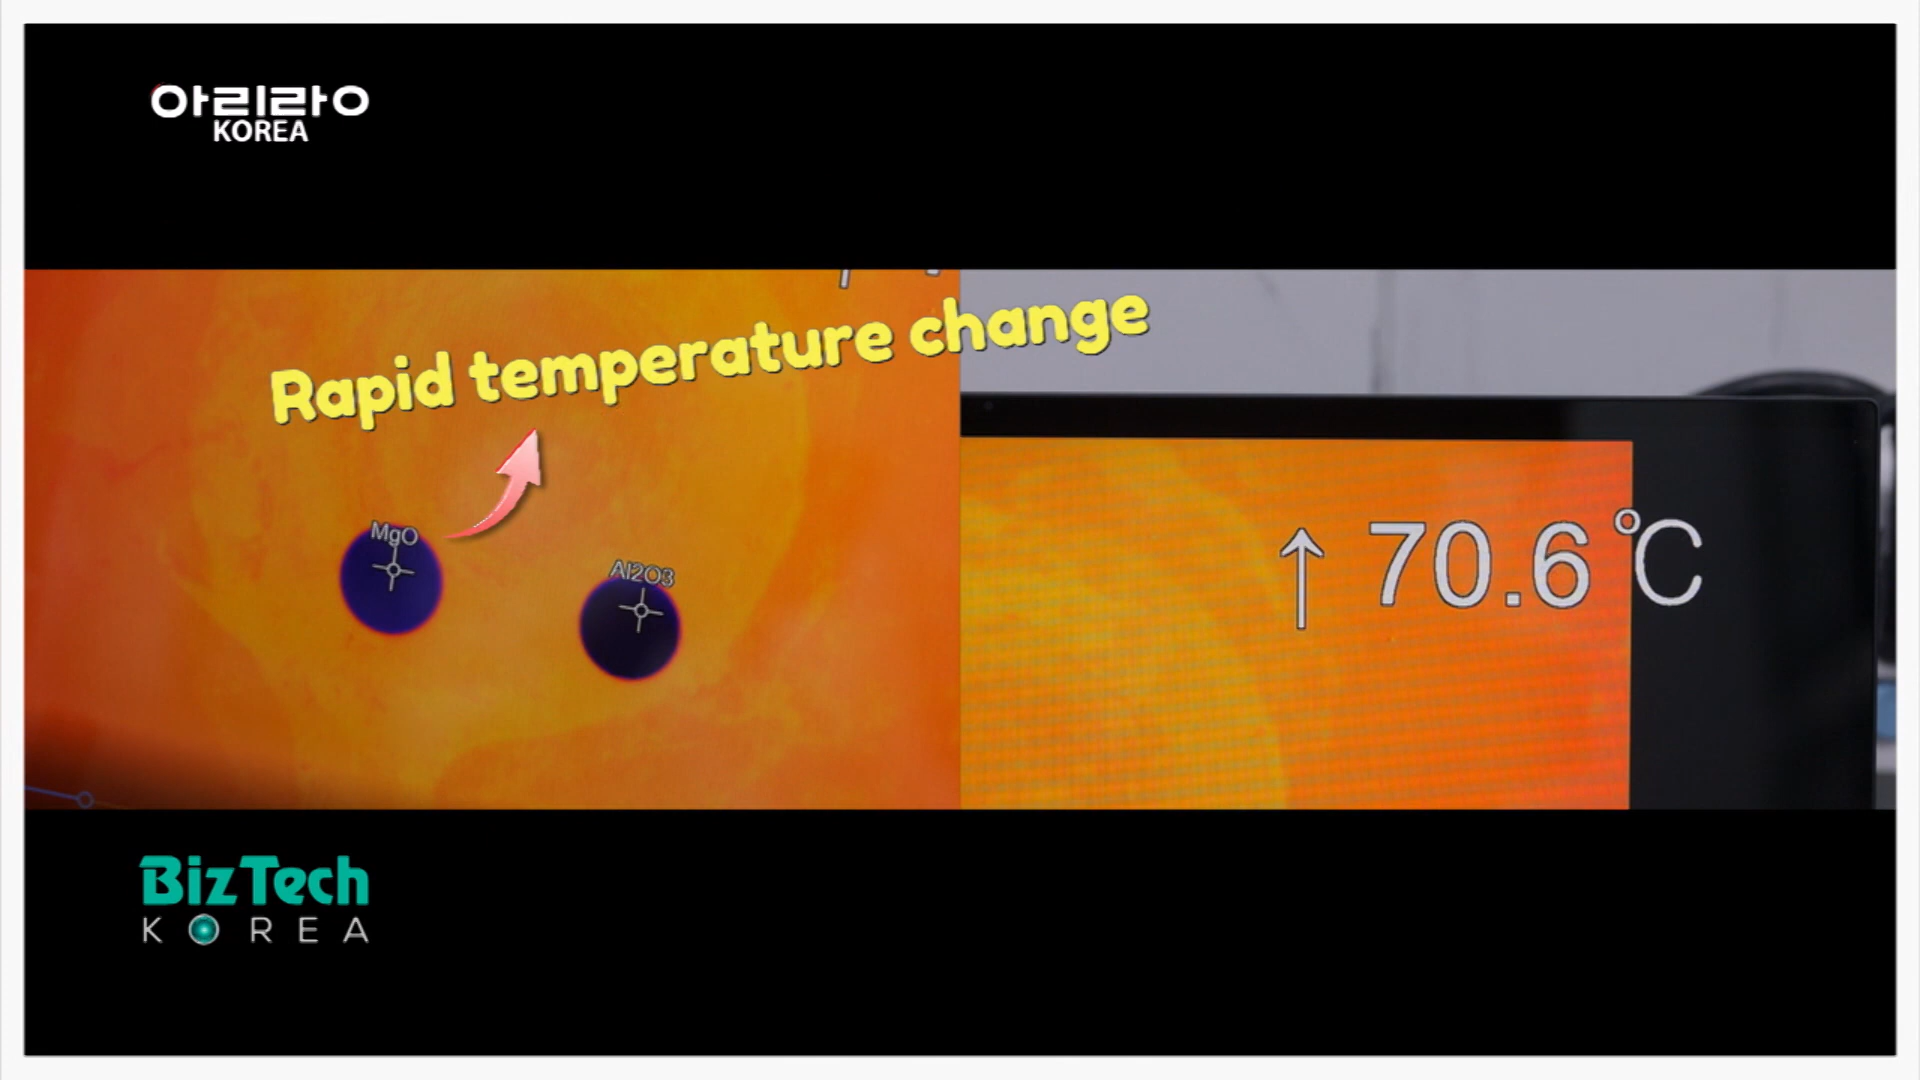 아리랑
KOREA
Rapid temperature change
MgO
Al2O3
↑ 70.6 °C
BizTech
KOREA